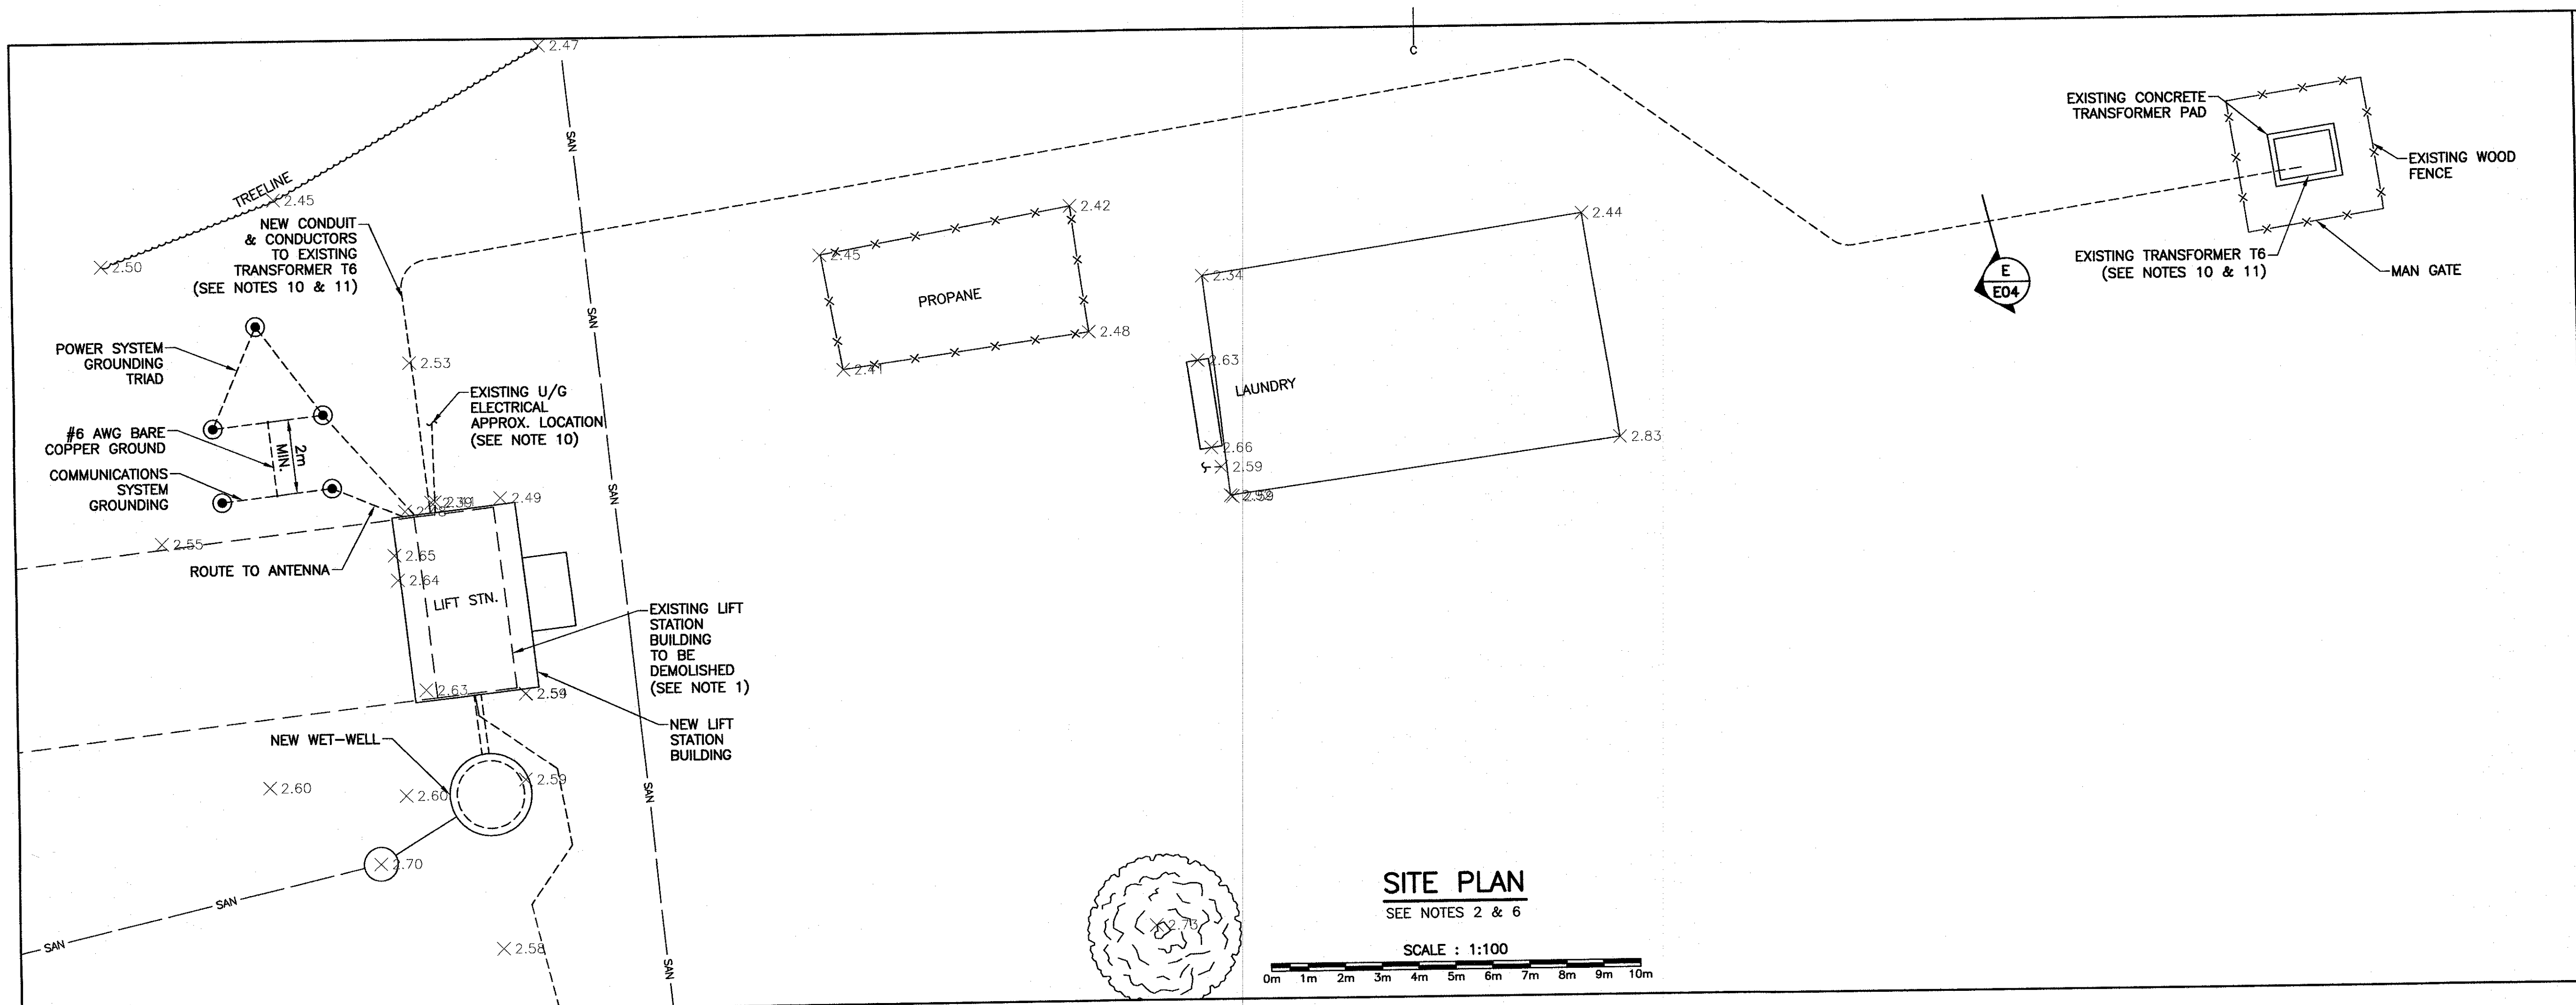 C
2.47
SAN
TREELINE
2.45
2.50
NEW CONDUIT
& CONDUCTORS
TO EXISTING
TRANSFORMER T6
(SEE NOTES 10 & 11)
EXISTING CONCRETE
TRANSFORMER PAD
EXISTING WOOD
FENCE
EXISTING TRANSFORMER T6
(SEE NOTES 10 & 11)
MAN GATE
E
E04
2.42
2.45
PROPANE
2.48
2.41
2.44
2.34
2.63
LAUNDRY
2.66
2.59
2.83
SAN
POWER SYSTEM
GROUNDING
TRIAD
2.53
EXISTING U/G
ELECTRICAL
APPROX. LOCATION
(SEE NOTE 10)
#6 AWG BARE
COPPER GROUND
2m
MIN.
COMMUNICATIONS
SYSTEM
GROUNDING
2.49
SAN
2.55
ROUTE TO ANTENNA
2.65
2.64
LIFT STN.
EXISTING LIFT
STATION
BUILDING
TO BE
DEMOLISHED
(SEE NOTE 1)
2.63
2.59
NEW LIFT
STATION
BUILDING
NEW WET-WELL
2.59
2.60
2.60
SAN
2.70
SAN
SAN
2.58
SAN
2.73
SITE PLAN
SEE NOTES 2 & 6
SCALE : 1:100
0m 1m 2m 3m 4m 5m 6m 7m 8m 9m 10m